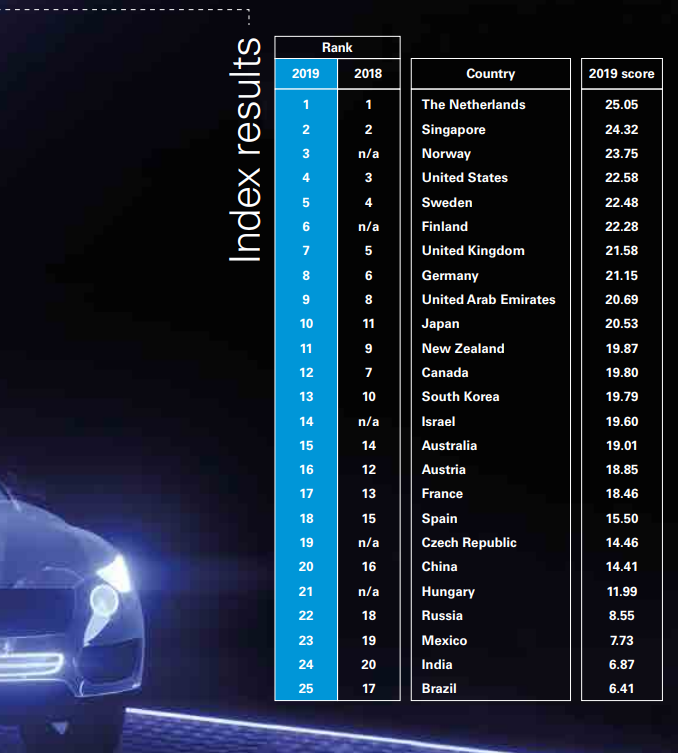 Index results
Rank
2019 2018 Country 2019 score
1 1 The Netherlands 25.05
2 2 Singapore 24.32
3 n/a Norway 23.75
4 3 United States 22.58
5 4 Sweden 22.48
6 n/a Finland 22.28
7 5 United Kingdom 21.58
8 6 Germany 21.15
9 8 United Arab Emirates 20.69
10 11 Japan 20.53
11 9 New Zealand 19.87
12 7 Canada 19.80
13 10 South Korea 19.79
14 n/a Israel 19.60
15 14 Australia 19.01
16 12 Austria 18.85
17 13 France 18.46
18 15 Spain 15.50
19 n/a Czech Republic 14.46
20 16 China 14.41
21 n/a Hungary 11.99
22 18 Russia 8.55
23 19 Mexico 7.73
24 20 India 6.87
25 17 Brazil 6.41